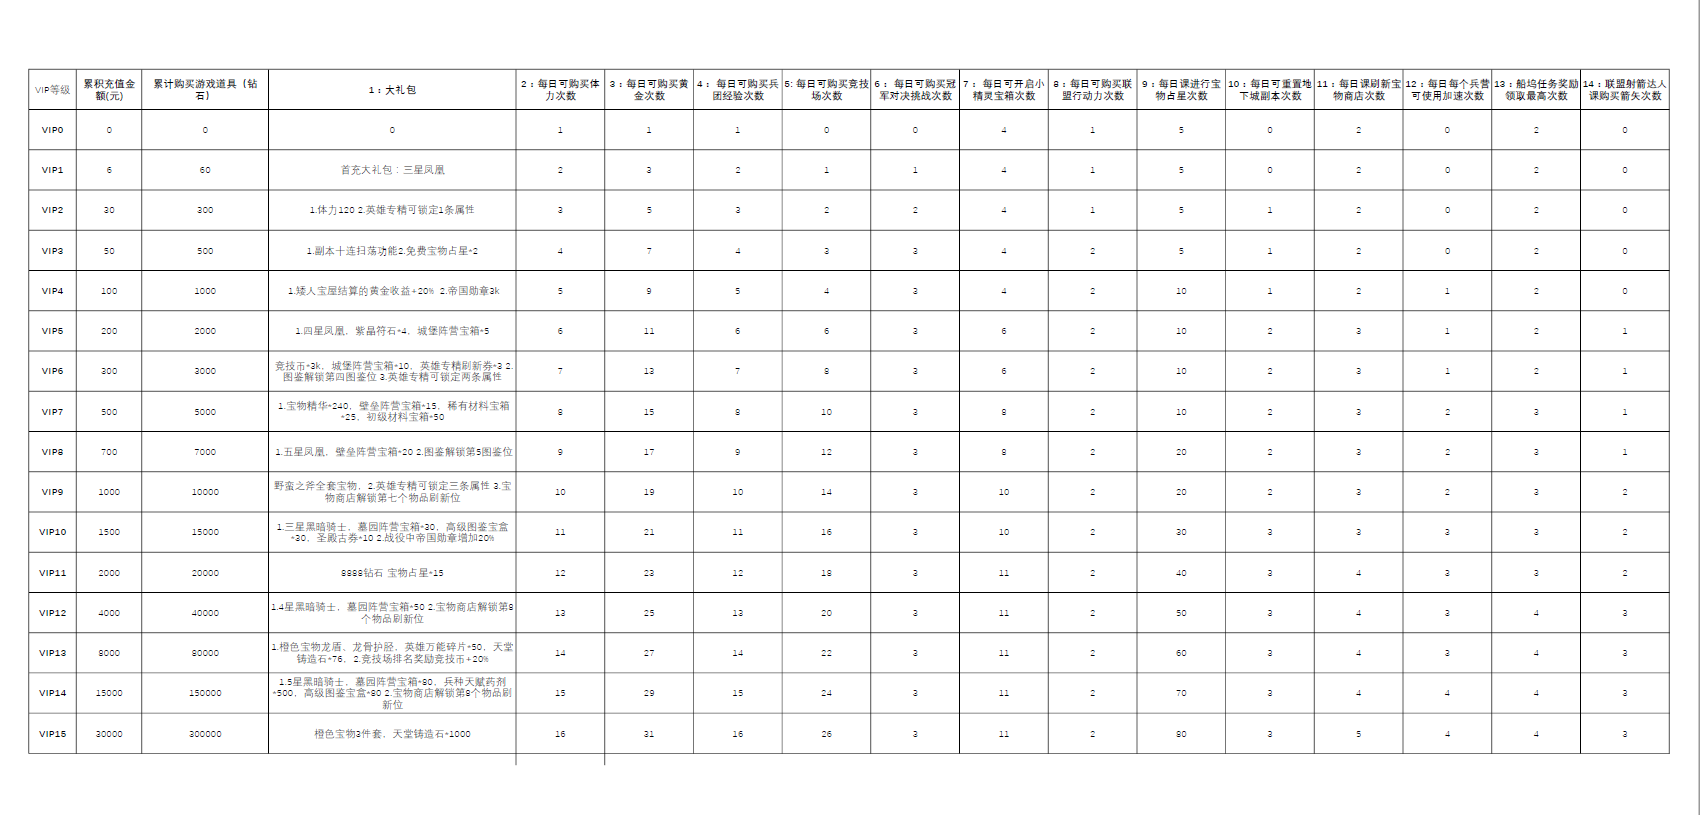 VIP等级 累积充值金额(元) 累计购买游戏道具（钻石） 1：大礼包 2：每日可购买体力次数 3：每日可购买黄金次数 4： 每日可购买兵团经验次数 5: 每日可购买竞技场次数 6： 每日可购买冠军对决挑战次数 7： 每日可开启小精灵宝箱次数 8：每日可购买联盟行动力次数 9：每日课进行宝物占星次数 10：每日可重置地下城副本次数 11：每日课刷新宝物商店次数 12：每日每个兵营可使用加速次数 13：船坞任务奖励领取最高次数 14：联盟射箭达人课购买箭矢次数
VIP0 0 0 0 1 1 1 0 0 4 1 5 0 2 0 2 0
VIP1 6 60 首充大礼包：三星凤凰 2 3 2 1 1 4 1 5 0 2 0 2 0
VIP2 30 300 1.体力120 2.英雄专精可锁定1条属性 3 5 3 2 2 4 1 5 1 2 0 2 0
VIP3 50 500 1.副本十连扫荡功能2.免费宝物占星*2 4 7 4 3 3 4 2 5 1 2 0 2 0
VIP4 100 1000 1.矮人宝屋结算的黄金收益+20% 2.帝国勋章3k 5 9 5 4 3 4 2 10 1 2 1 2 0
VIP5 200 2000 1.四星凤凰，紫晶符石*4，城堡阵营宝箱*5 6 11 6 6 3 6 2 10 2 3 1 2 1
VIP6 300 3000 竞技币*3k，城堡阵营宝箱*10，英雄专精刷新券*3 2.图鉴解锁第四图鉴位 3.英雄专精可锁定两条属性 7 13 7 8 3 6 2 10 2 3 1 2 1
VIP7 500 5000 1.宝物精华*240，壁垒阵营宝箱*15，稀有材料宝箱*25，初级材料宝箱*50 8 15 8 10 3 8 2 10 2 3 2 3 1
VIP8 700 7000 1.五星凤凰，壁垒阵营宝箱*20 2.图鉴解锁第5图鉴位 9 17 9 12 3 8 2 20 2 3 2 3 1
VIP9 1000 10000 野蛮之斧全套宝物，2.英雄专精可锁定三条属性 3.宝物商店解锁第七个物品刷新位 10 19 10 14 3 10 2 20 2 3 2 3 2
VIP10 1500 15000 1.三星黑暗骑士，墓园阵营宝箱*30，高级图鉴宝盒*30，圣殿古券*10 2.战役中帝国勋章增加20% 11 21 11 16 3 10 2 30 3 3 3 3 2
VIP11 2000 20000 8888钻石 宝物占星*15 12 23 12 18 3 11 2 40 3 4 3 3 2
VIP12 4000 40000 1.4星黑暗骑士，墓园阵营宝箱*50 2.宝物商店解锁第8个物品刷新位 13 25 13 20 3 11 2 50 3 4 3 4 3
VIP13 8000 80000 1.橙色宝物龙盾、龙骨护胫，英雄万能碎片*50，天堂铸造石*76，2.竞技场排名奖励竞技币+20% 14 27 14 22 3 11 2 60 3 4 3 4 3
VIP14 15000 150000 1.5星黑暗骑士，墓园阵营宝箱*80，兵种天赋药剂*500，高级图鉴宝盒*80 2.宝物商店解锁第9个物品刷新位 15 29 15 24 3 11 2 70 3 4 4 4 3
VIP15 30000 300000 橙色宝物3件套，天堂铸造石*1000 16 31 16 26 3 11 2 80 3 5 4 4 3